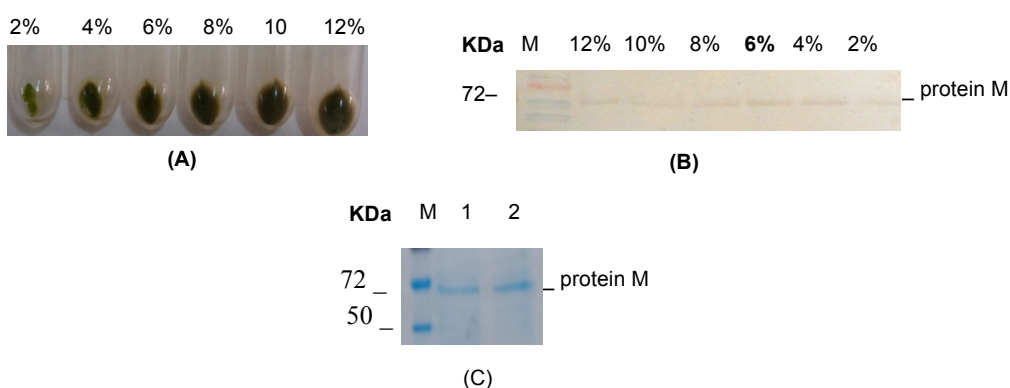 2% 4% 6% 8% 10 12%
(A)
KDa M 12% 10% 8% 6% 4% 2%
72–
_ protein M
(B)
KDa M 1 2
72 _
_ protein M
50 _
(C)